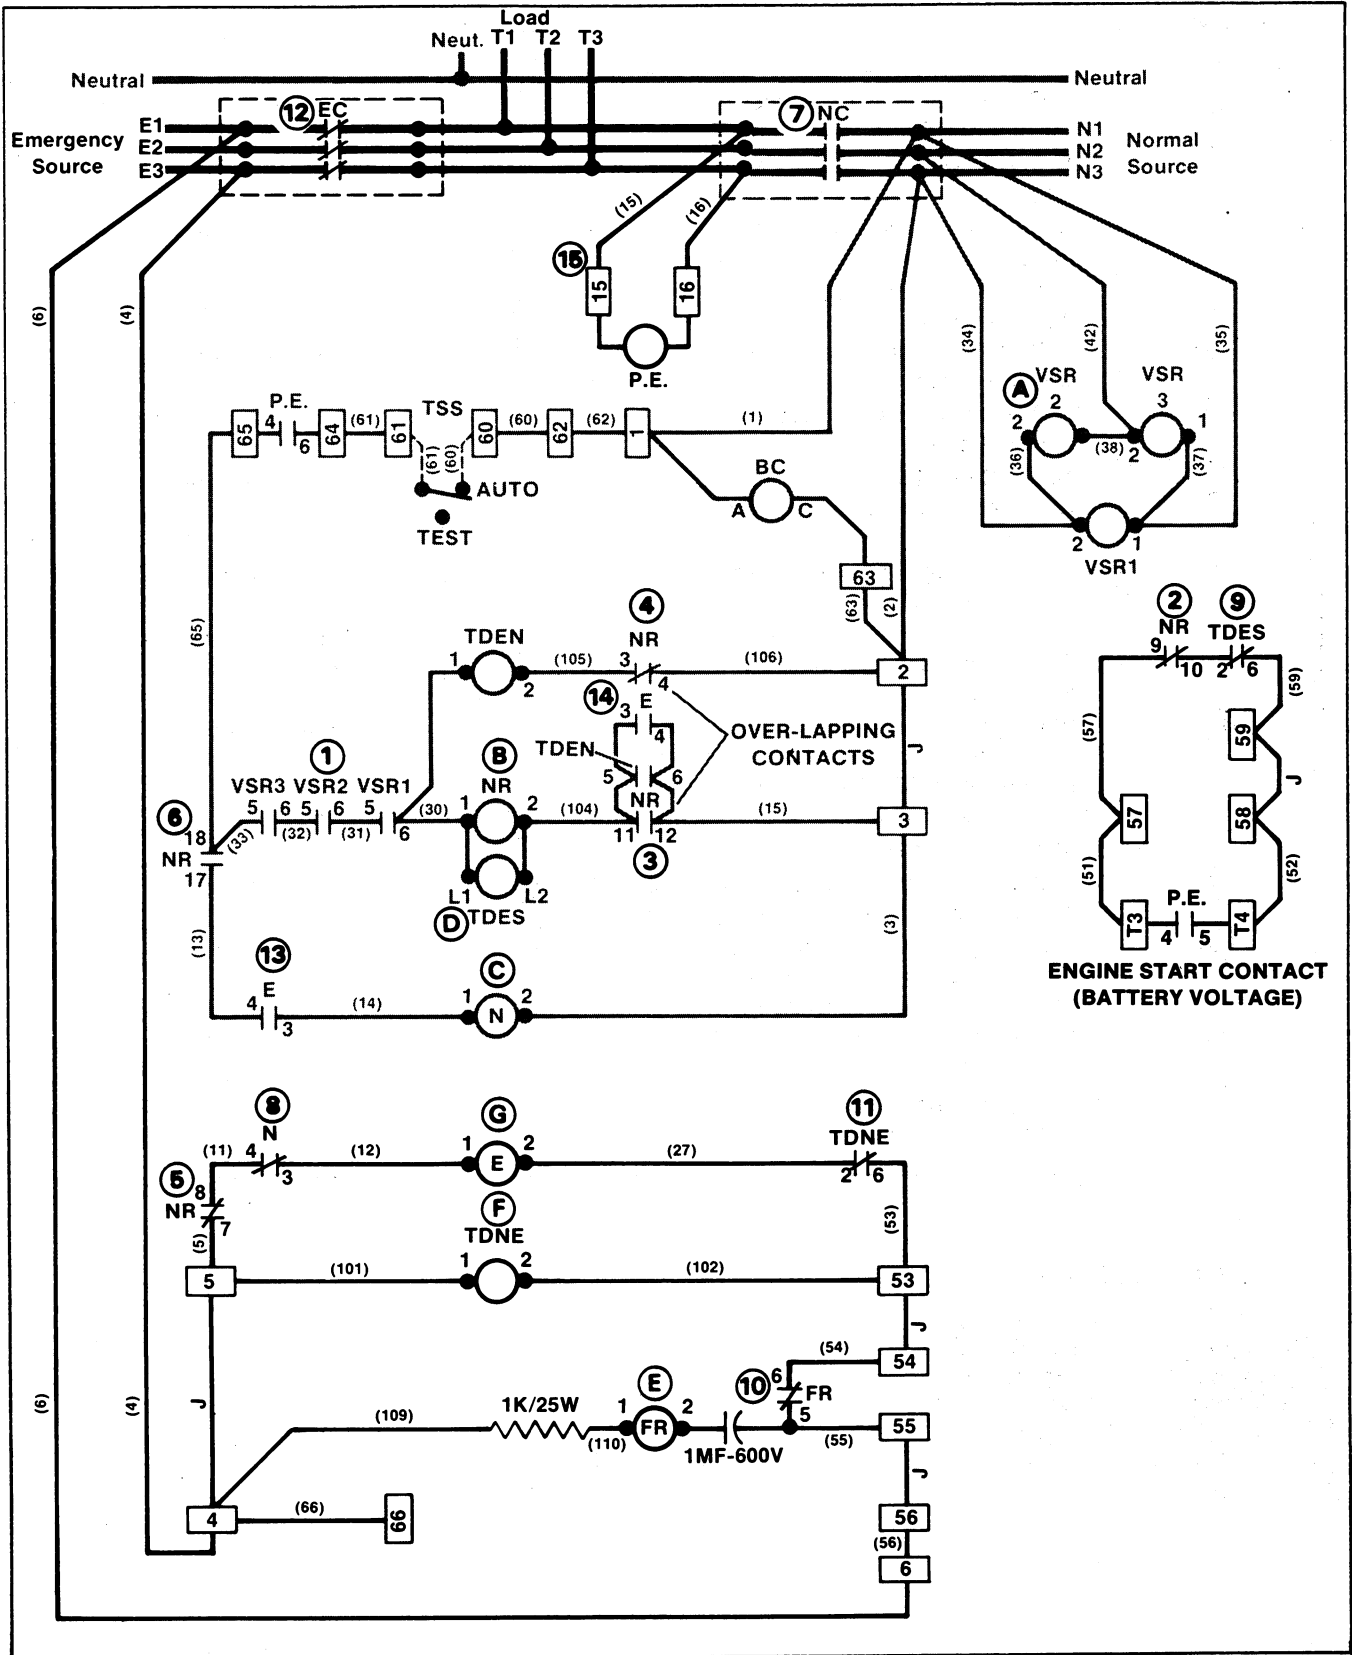 Load
Neut. T1 T2 T3
Neutral Neutral
12 EC 7 NC
E1 N1
Emergency E2 N2 Normal
Source E3 N3 Source
(15) (16)
15
15 16
P.E.
(6) (4) (34) (42) (35)
A VSR VSR
2 3
2 1
(36) (38) 2 (37)
2 1
VSR1
P.E. TSS
4 (61) (60) (62) (1)
65 6 64 61 60 62 1
(61) (60)
AUTO
TEST
BC
A C
63
(63) (2)
(65)
4
TDEN NR
1 2 (105) 3 4 (106) 2
14 3 E 4
OVER-LAPPING
CONTACTS
J
TDEN 5 6
1 B
VSR3 VSR2 VSR1 NR NR
5 6 5 6 5 6 (30) 1 2 (104) 11 12 (15) 3
(33) (32) (31)
3
6
18
NR
17
L1 L2
D TDES
(13) (3)
13 C
E
4 3 (14) 1 N 2
2 9
NR TDES
9 10 2 6
(57) (59)
59
J
57 58
(51) (52)
P.E.
T3 4 5 T4
ENGINE START CONTACT
(BATTERY VOLTAGE)
8 G 11
N TDNE
(11) 4 3 (12) 1 E 2 (27) 2 6
5
8
NR
7
(5) (53)
F
TDNE
5 (101) 1 2 (102) 53
J
(54) 54
J
E 10 6
FR
5
(109) 1K/25W 1 FR 2
(110) 1MF-600V (55) 55
J
(6) (4)
4 (66) 66 56
(56)
6